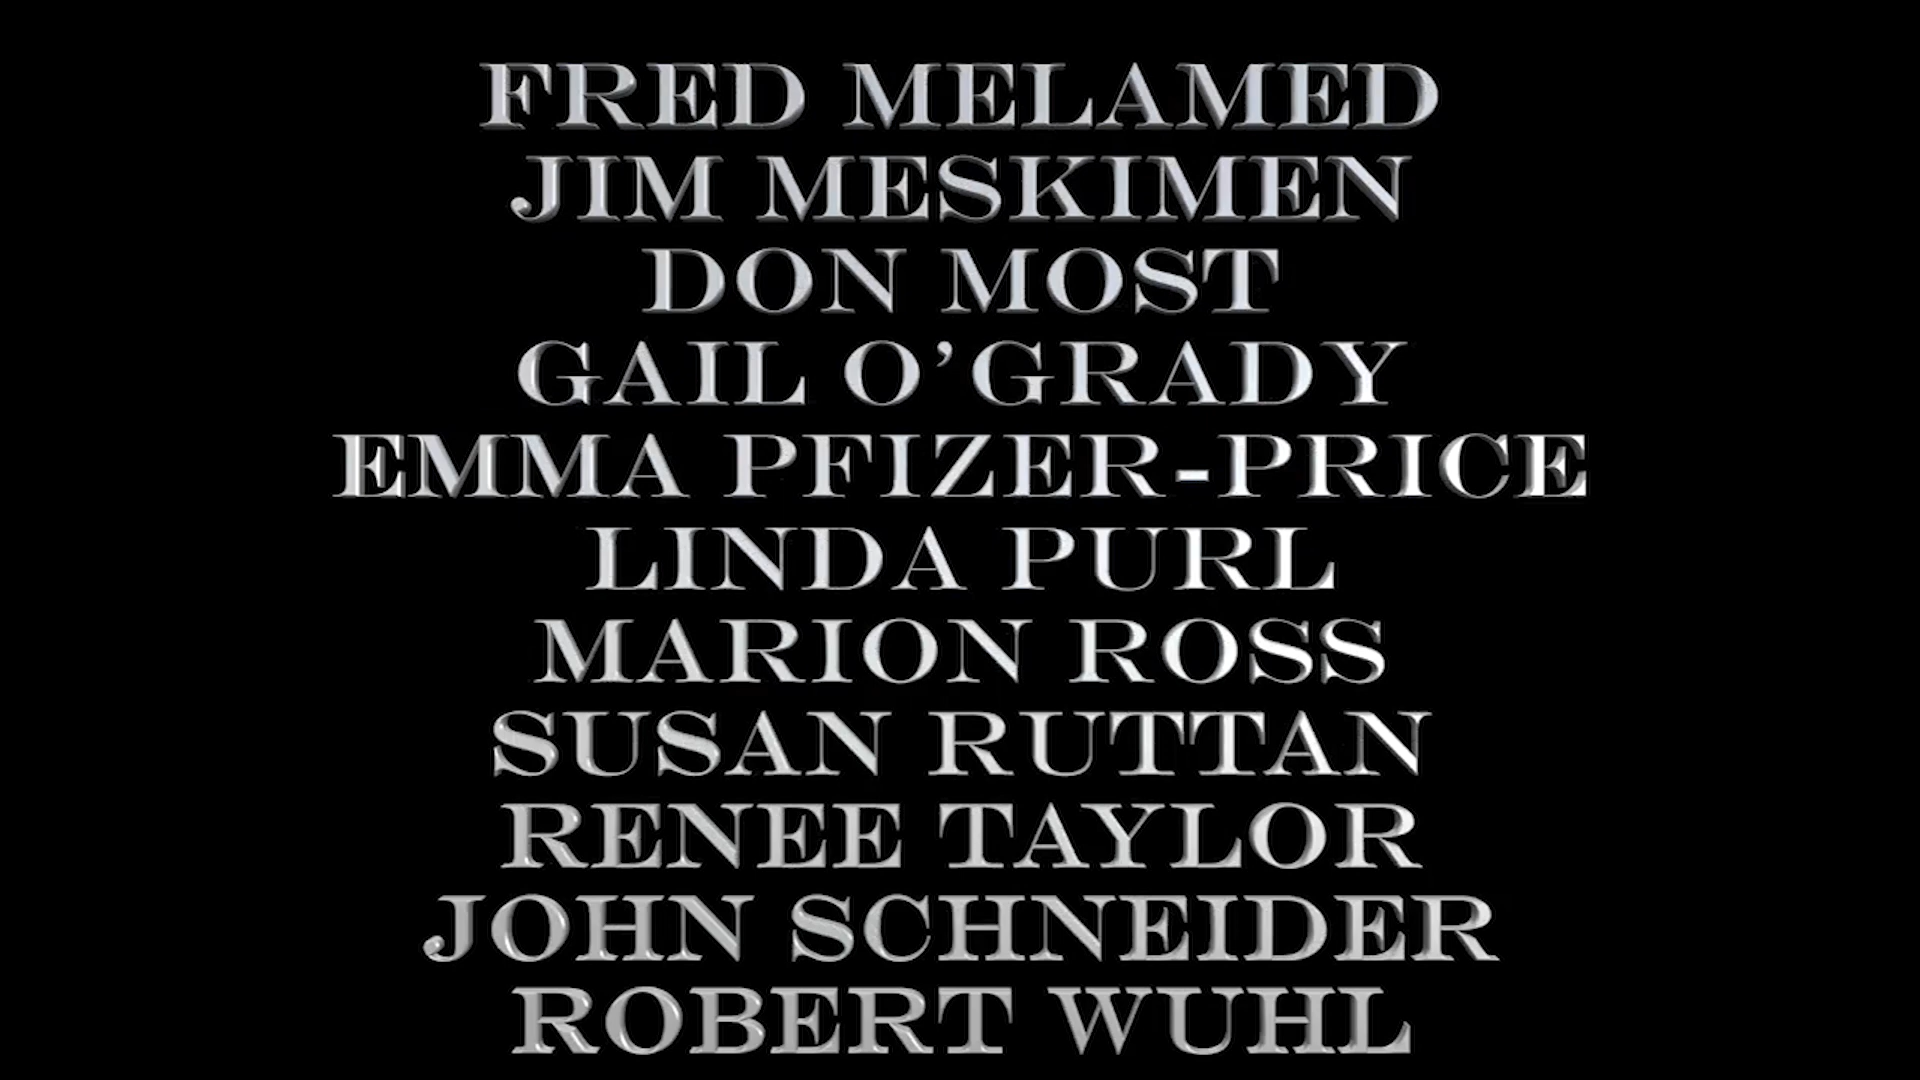 FRED MELAMED
JIM MESKIMEN
DON MOST
GAIL O’GRADY
EMMA PFIZER-PRICE
LINDA PURL
MARION ROSS
SUSAN RUTTAN
RENEE TAYLOR
JOHN SCHNEIDER
ROBERT WUHL